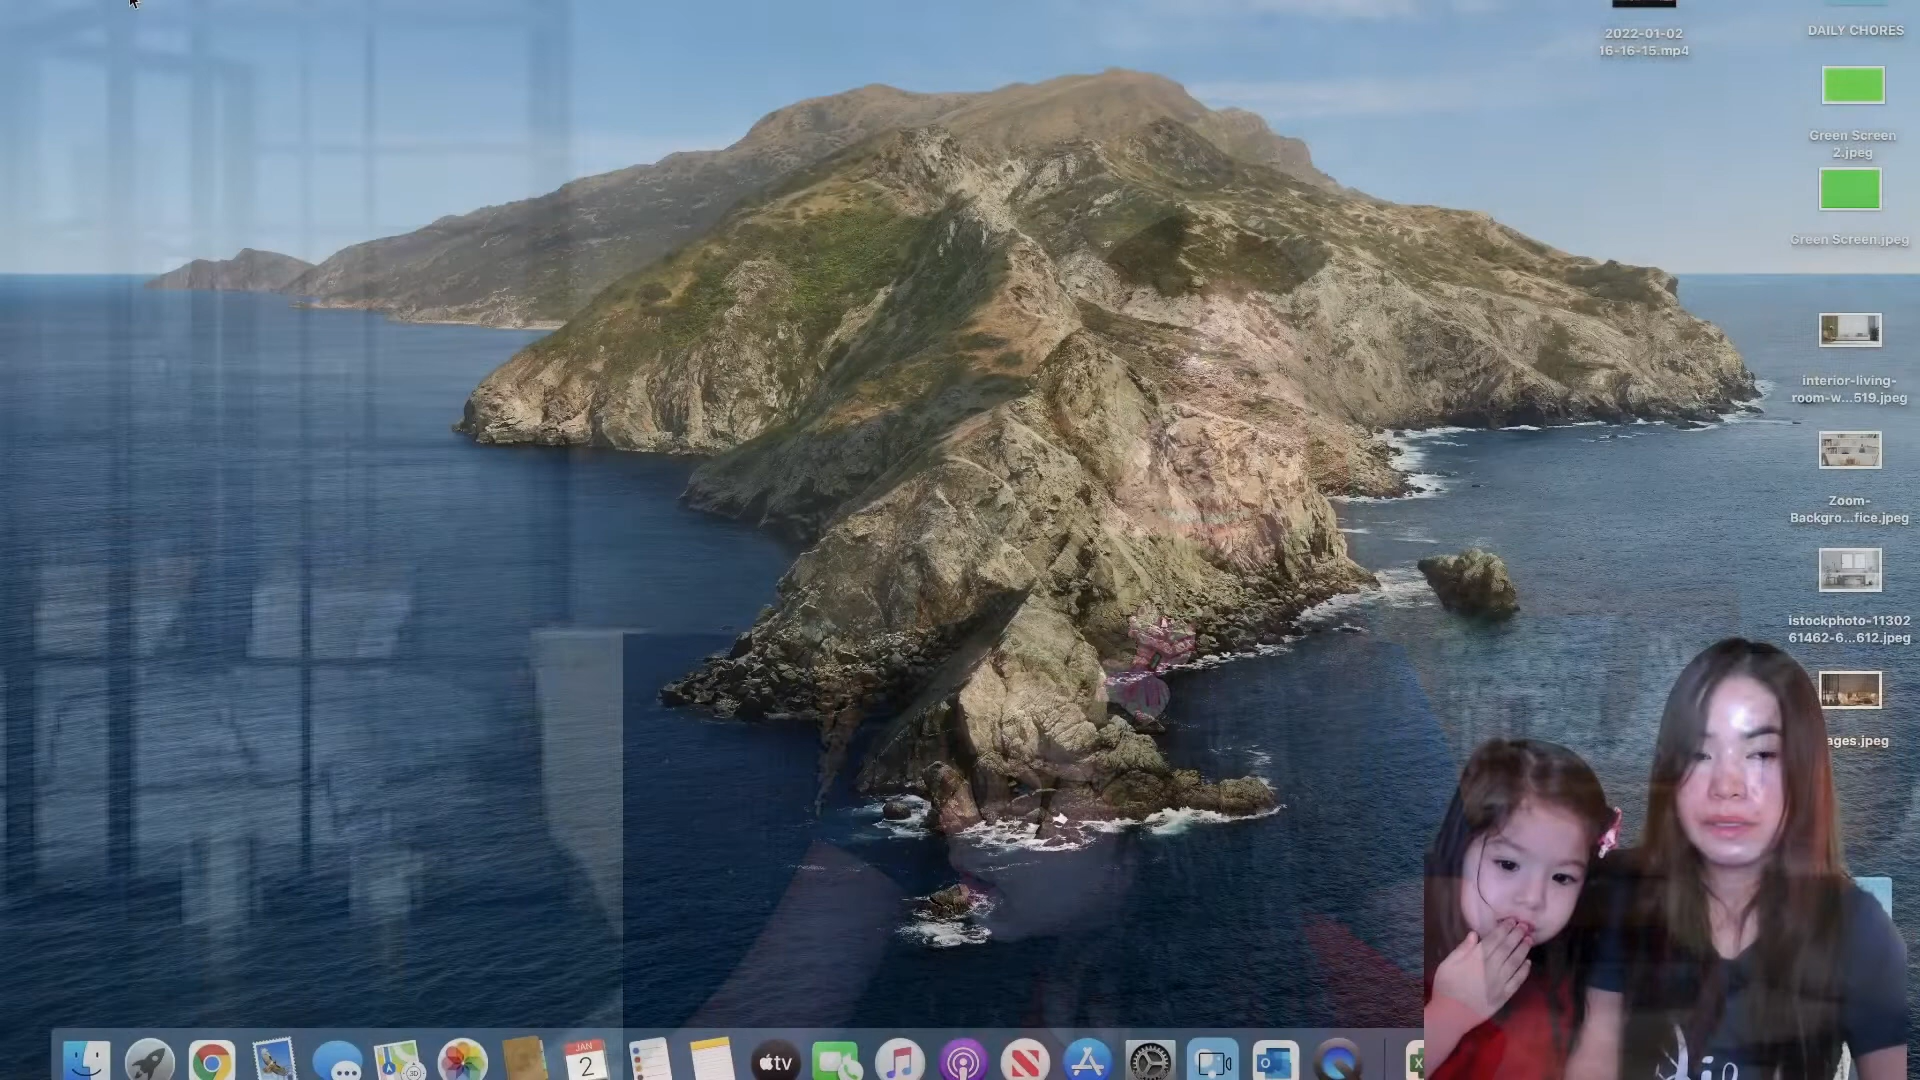 2022-01-02
16-16-15.mp4
DAILY CHORES
Green Screen
2.jpeg
Green Screen.jpeg
interior-living-
room-w...519.jpeg
Zoom-
Backgro...fice.jpeg
istockphoto-11302
61462-6...612.jpeg
ages.jpeg
JAN
2
3D
tv
O
X